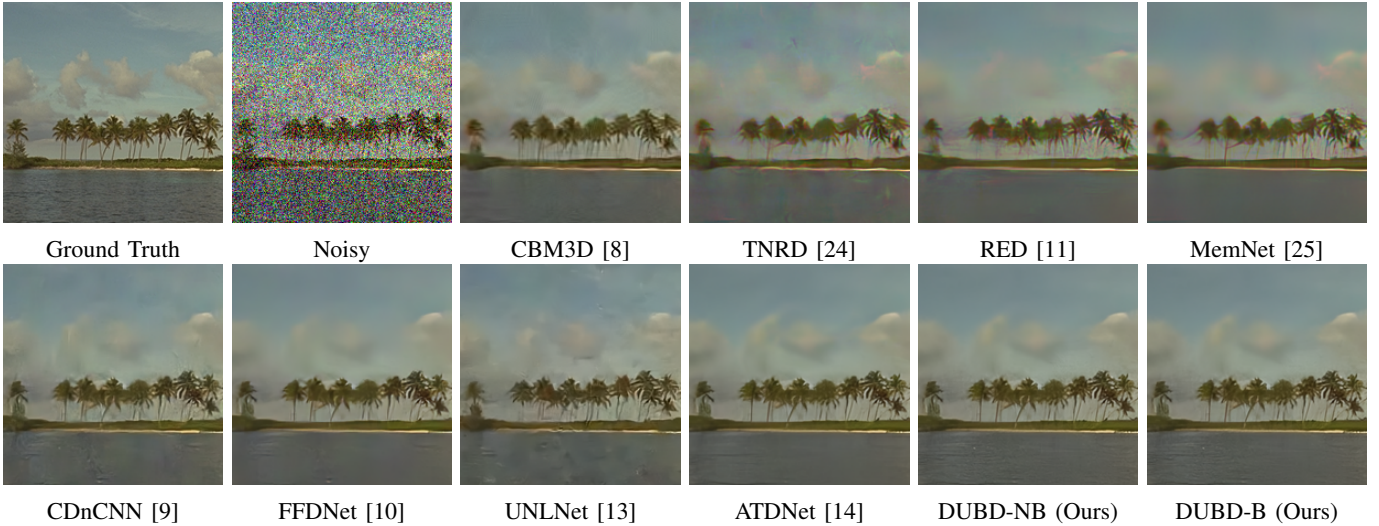 Ground Truth Noisy CBM3D [8] TNRD [24] RED [11] MemNet [25]
CDnCNN [9] FFDNet [10] UNLNet [13] ATDNet [14] DUBD-NB (Ours) DUBD-B (Ours)